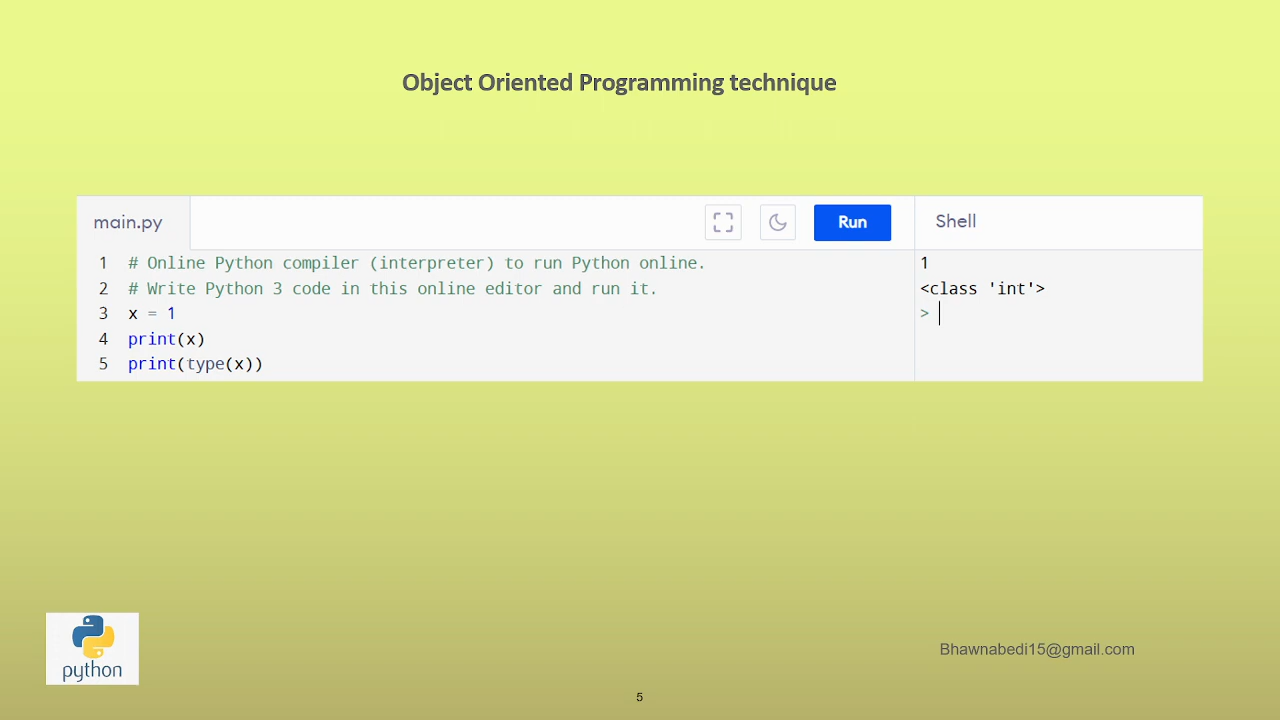 Object Oriented Programming technique
main.py
Run
Shell
1 # Online Python compiler (interpreter) to run Python online.
2 # Write Python 3 code in this online editor and run it.
3 x = 1
4 print(x)
5 print(type(x))
1
<class 'int'>
>
python
Bhawnabedi15@gmail.com
5